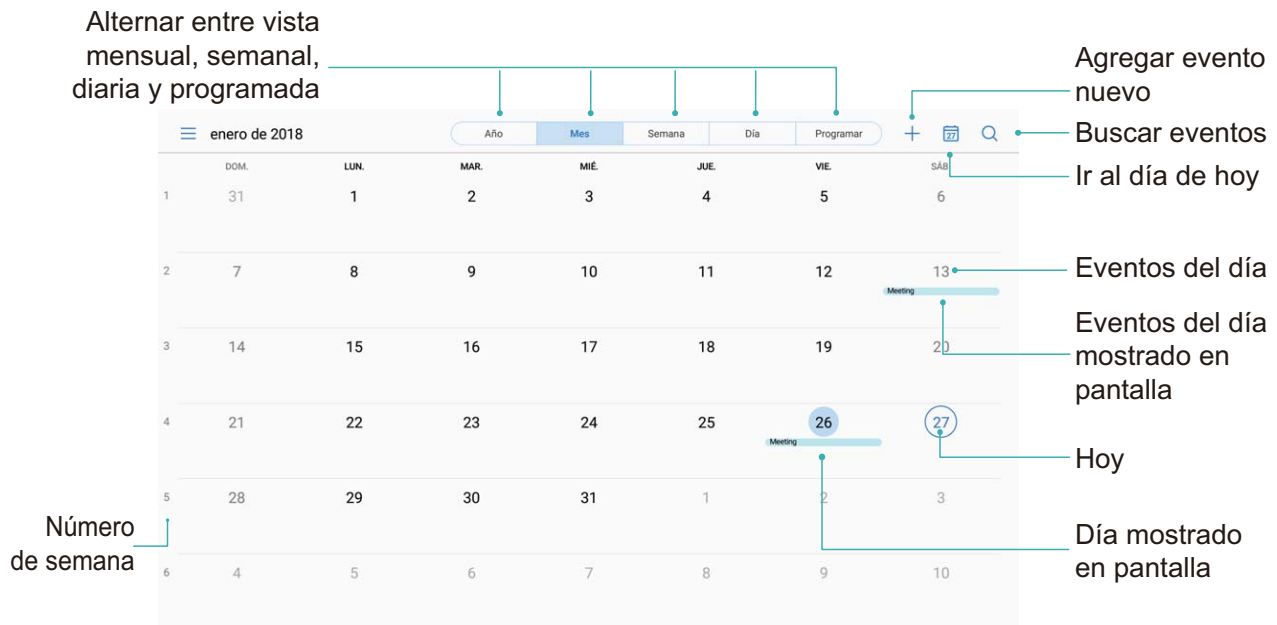 Alternar entre vista
mensual, semanal,
diaria y programada
Agregar evento
nuevo
Buscar eventos
Ir al día de hoy
enero de 2018 Año Mes Semana Día Programar 27
DOM. LUN. MAR. MIÉ. JUE. VIE. SÁB
1 31 1 2 3 4 5 6
2 7 8 9 10 11 12 13
Meeting
Eventos del día
Eventos del día
mostrado en
pantalla
3 14 15 16 17 18 19 20
4 21 22 23 24 25 26 27
Meeting
Hoy
5 28 29 30 31 1 2 3
Número
de semana
Día mostrado
en pantalla
6 4 5 6 7 8 9 10